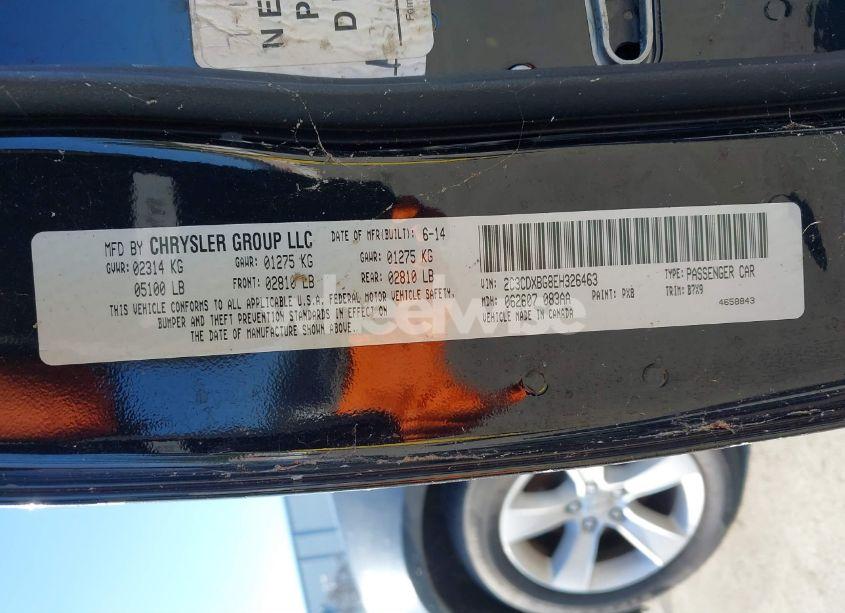 NE
P
D
MFD BY CHRYSLER GROUP LLC DATE OF MFR(BUILT): 6-14
GVWR: 02314 KG GAWR: 01275 KG GAWR: 01275 KG
05100 LB FRONT: 02810 LB REAR: 02810 LB
THIS VEHICLE CONFORMS TO ALL APPLICABLE U.S.A. FEDERAL MOTOR VEHICLE SAFETY,
BUMPER AND THEFT PREVENTION STANDARDS IN EFFECT ON
THE DATE OF MANUFACTURE SHOWN ABOVE.
VIN: 2C3CDXBG8EH326463 TYPE: PASSENGER CAR
MDH: 062607 083AA PAINT: PX8 TRIM: B7X9
VEHICLE MADE IN CANADA 4658843